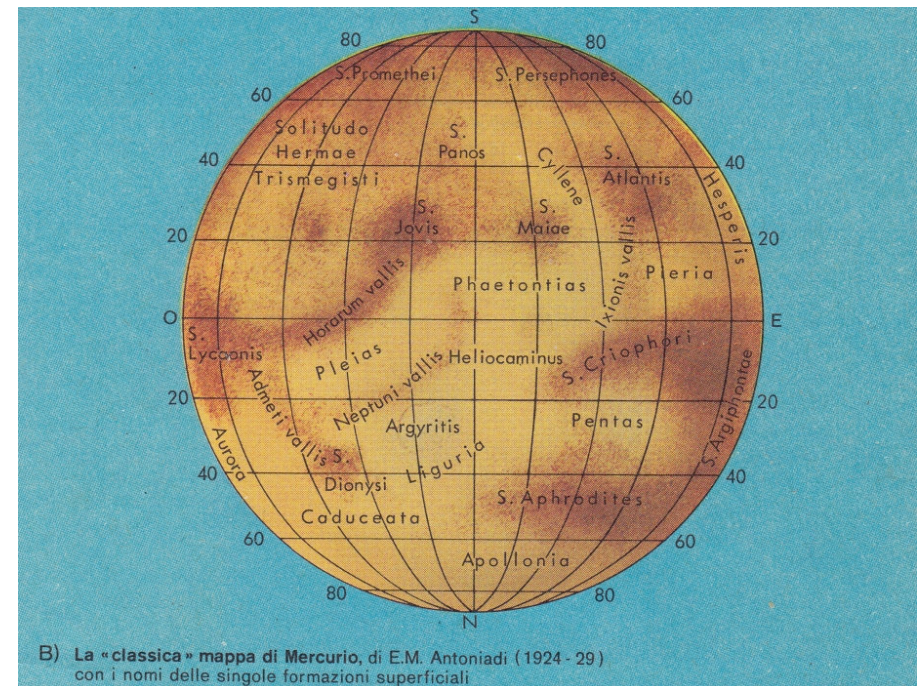 S
80 80
S. Promethei S. Persephones
60 60
Solitudo
Hermae
Trismegisti
S.
Panos
Cyllene
S.
Atlantis
40 40
Hesperis
S.
Jovis
S.
Maiae
20 20
Ixionis vallis
Pieria
Horarum vallis
Phaetontias
O E
S.
Lycaonis
Pleias
Heliocaminus
S. Criophori
Admeti vallis
Neptuni vallis
20 20
Argyritis
Pentas
S. Argiphontae
Aurora
Liguria
40 40
S.
Dionysi
S. Aphrodites
Caduceata
60 60
Apollonia
80 80
N
B) La «classica» mappa di Mercurio, di E.M. Antoniadi (1924-29)
con i nomi delle singole formazioni superficiali